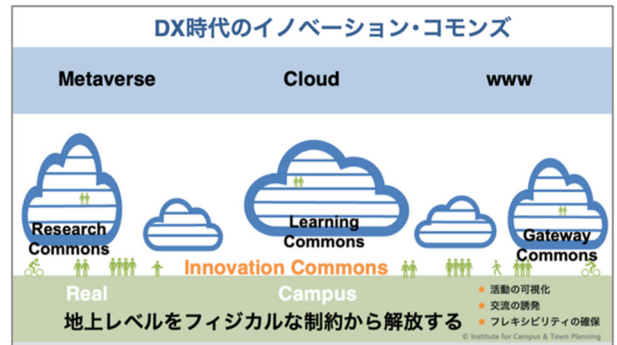 DX時代のイノベーション・コモンズ
Metaverse Cloud www
Research
Commons
Learning
Commons
Gateway
Commons
Innovation Commons
Real Campus
地上レベルをフィジカルな制約から解放する
活動の可視化
交流の誘発
フレキシビリティの確保
© Institute for Campus & Town Planning